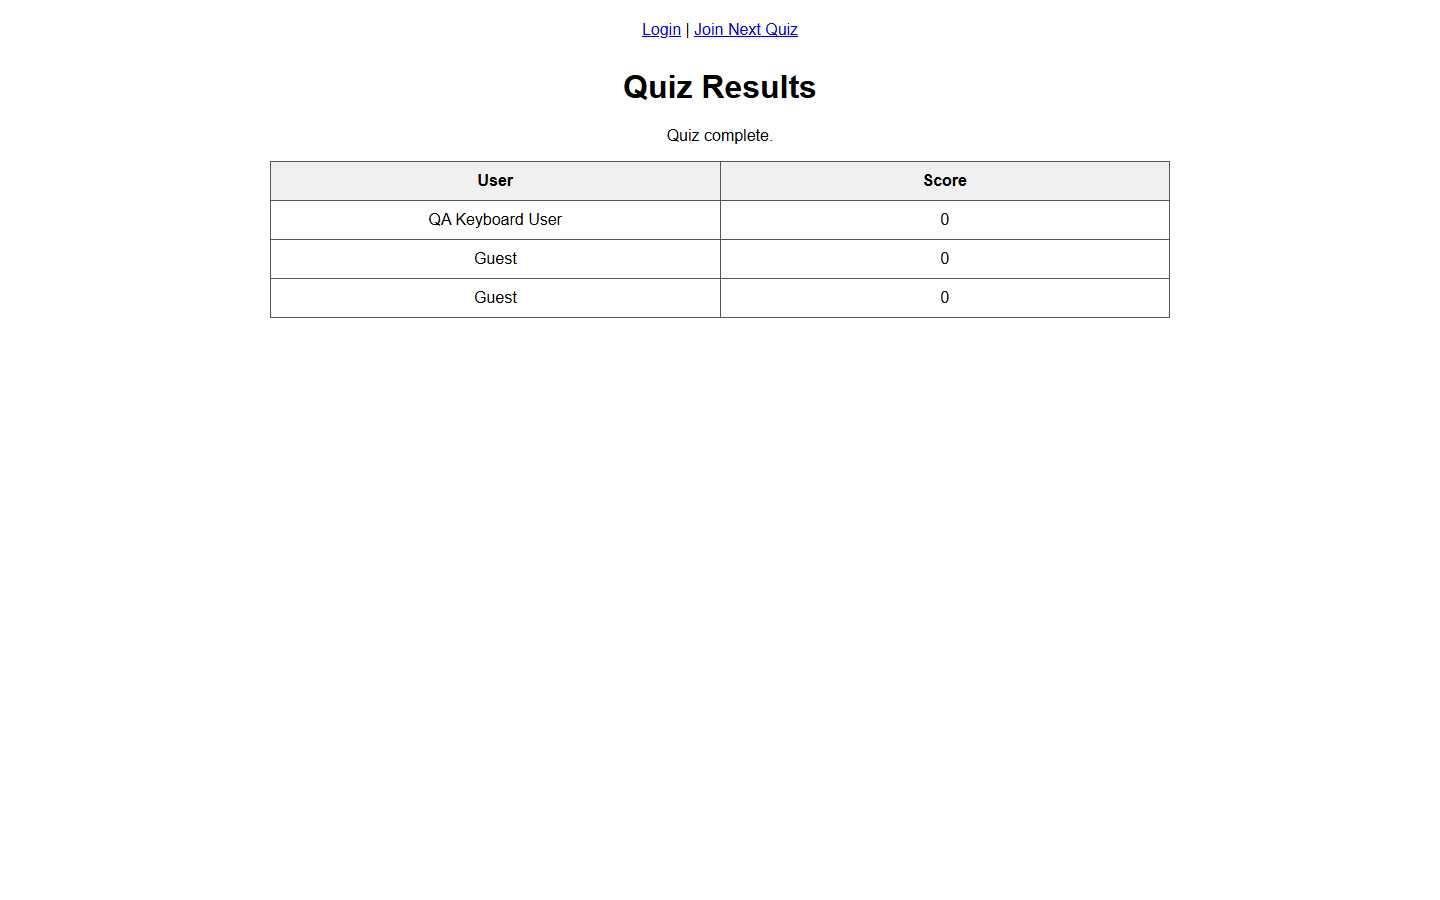 Login | Join Next Quiz
Quiz Results
Quiz complete.
User Score
QA Keyboard User 0
Guest 0
Guest 0